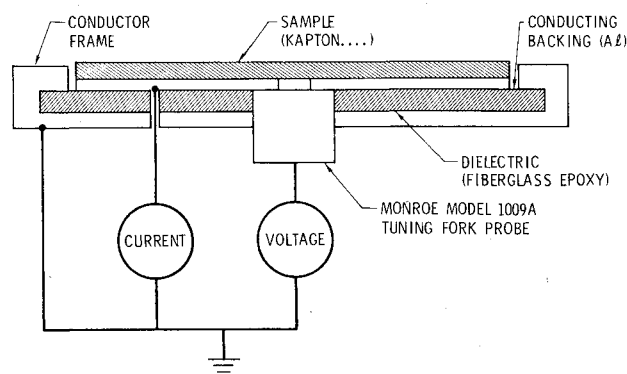 CONDUCTOR
FRAME
SAMPLE
(KAPTON....)
CONDUCTING
BACKING (Aℓ)
DIELECTRIC
(FIBERGLASS EPOXY)
MONROE MODEL 1009A
TUNING FORK PROBE
CURRENT
VOLTAGE